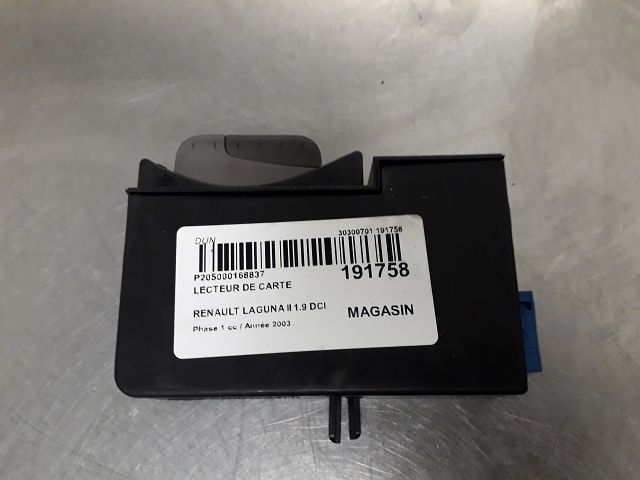 DUN
30300701 191758
P205000168837
191758
LECTEUR DE CARTE
RENAULT LAGUNA II 1.9 DCI
MAGASIN
Phase 1 cc / Année 2003